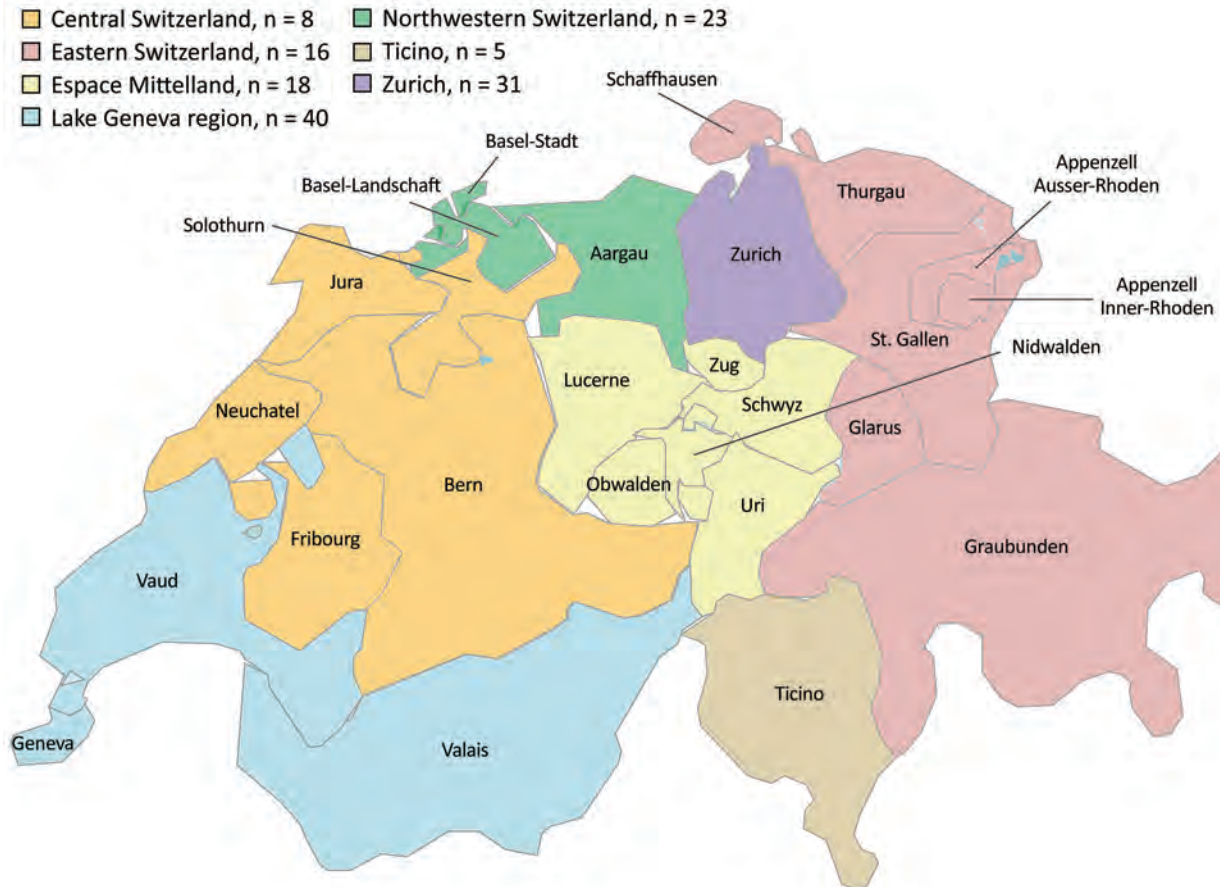 Central Switzerland, n = 8
Eastern Switzerland, n = 16
Espace Mittelland, n = 18
Lake Geneva region, n = 40
Northwestern Switzerland, n = 23
Ticino, n = 5
Zurich, n = 31
Schaffhausen
Basel-Stadt
Basel-Landschaft
Solothurn
Appenzell
Ausser-Rhoden
Thurgau
Aargau
Zurich
Jura
Appenzell
Inner-Rhoden
St. Gallen
Nidwalden
Zug
Lucerne
Schwyz
Neuchatel
Glarus
Bern
Obwalden
Uri
Fribourg
Graubunden
Vaud
Ticino
Geneva
Valais